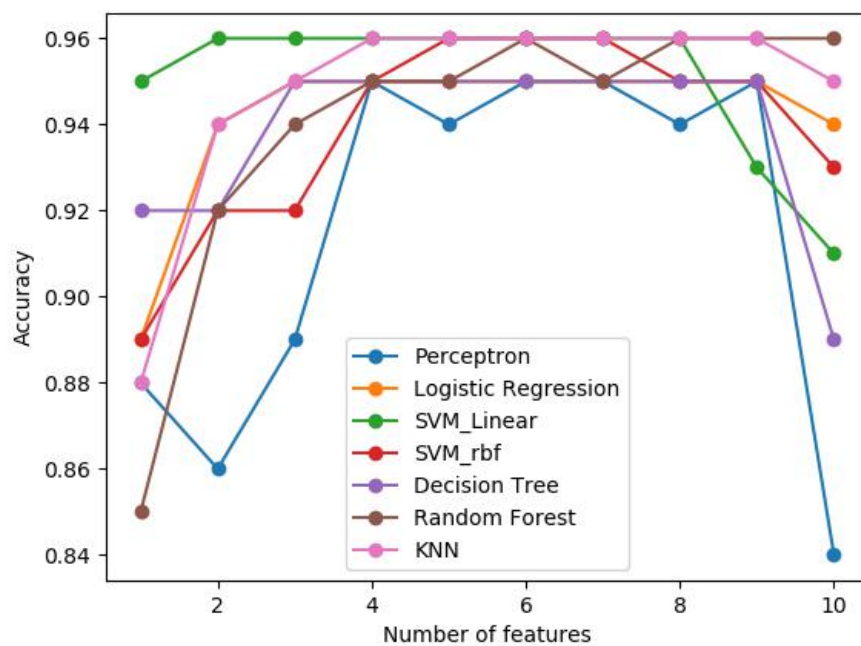 0.96
0.94
0.92
0.90
0.88
0.86
0.84
Accuracy
Perceptron
Logistic Regression
SVM_Linear
SVM_rbf
Decision Tree
Random Forest
KNN
2 4 6 8 10
Number of features